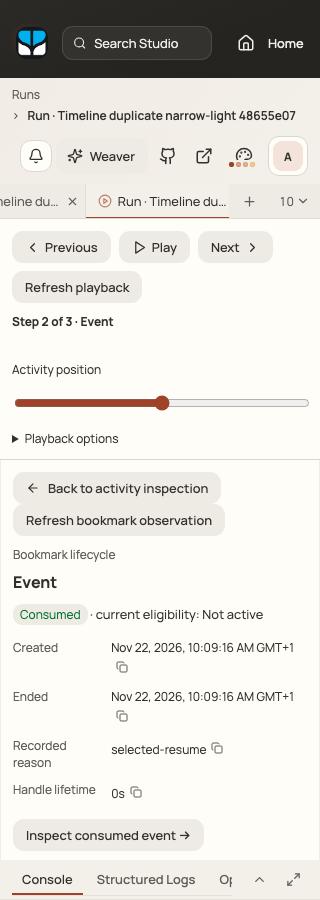 Search Studio
Home
Runs
› Run · Timeline duplicate narrow-light 48655e07
Weaver
A
neline du... ×
Run · Timeline du...
+
10
Previous
Play
Next
Refresh playback
Step 2 of 3 · Event
Activity position
Playback options
← Back to activity inspection
Refresh bookmark observation
Bookmark lifecycle
Event
Consumed · current eligibility: Not active
Created Nov 22, 2026, 10:09:16 AM GMT+1
Ended Nov 22, 2026, 10:09:16 AM GMT+1
Recorded reason selected-resume
Handle lifetime 0s
Inspect consumed event →
Console
Structured Logs